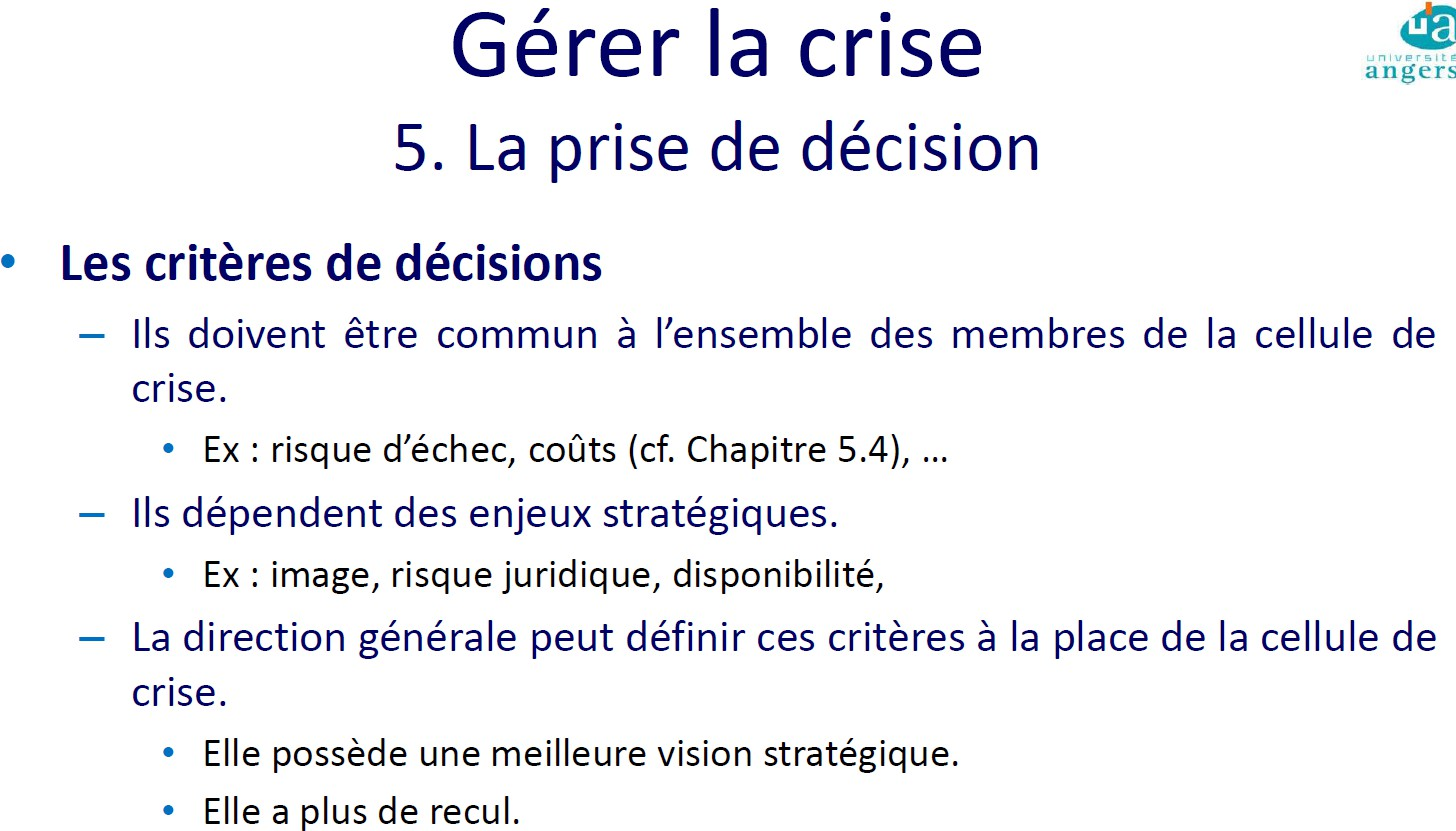 Gérer la crise
ua
université
angers
5. La prise de décision
• Les critères de décisions
– Ils doivent être commun à l’ensemble des membres de la cellule de
crise.
• Ex : risque d’échec, coûts (cf. Chapitre 5.4), …
– Ils dépendent des enjeux stratégiques.
• Ex : image, risque juridique, disponibilité,
– La direction générale peut définir ces critères à la place de la cellule de
crise.
• Elle possède une meilleure vision stratégique.
• Elle a plus de recul.